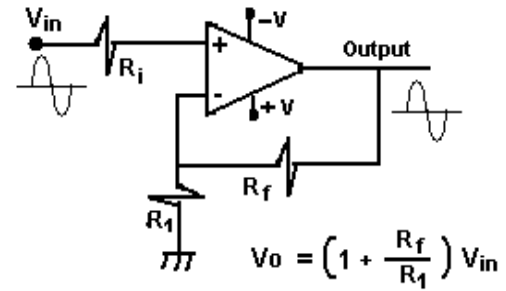 Vin
-V
+
Ri
Output
-
+V
Rf
R1
Vo = (1 + Rf/R1) Vin